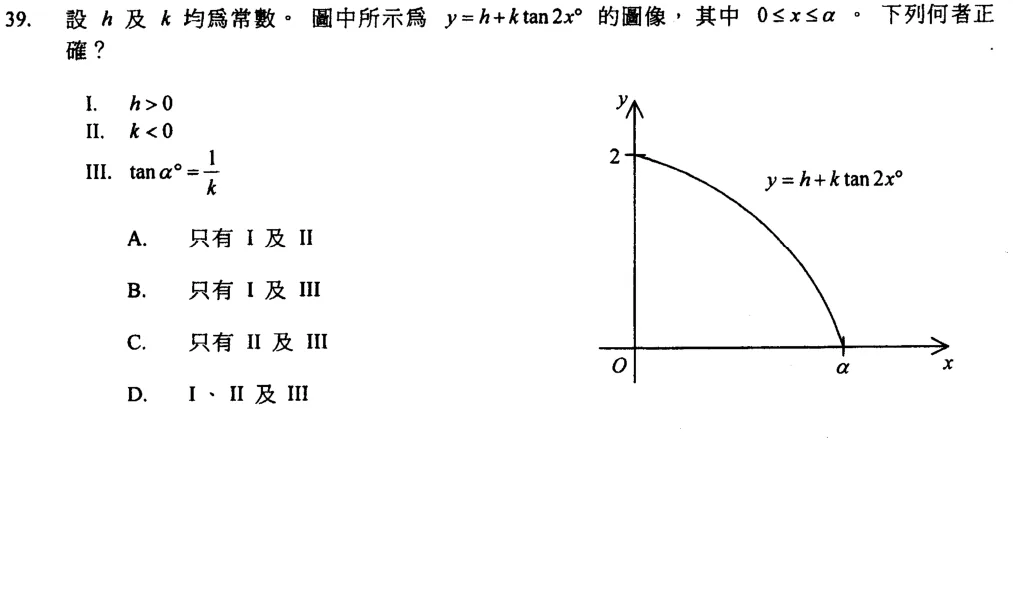 39. 設 h 及 k 均爲常數。 圖中所示爲 y = h + k tan 2x° 的圖像,其中 0 ≤ x ≤ α 。 下列何者正
確?
I. h > 0
II. k < 0
III. tan α° = 1/k
A. 只有 I 及 II
B. 只有 I 及 III
C. 只有 II 及 III
D. I、II 及 III
y
2
y = h + k tan 2x°
O
α
x